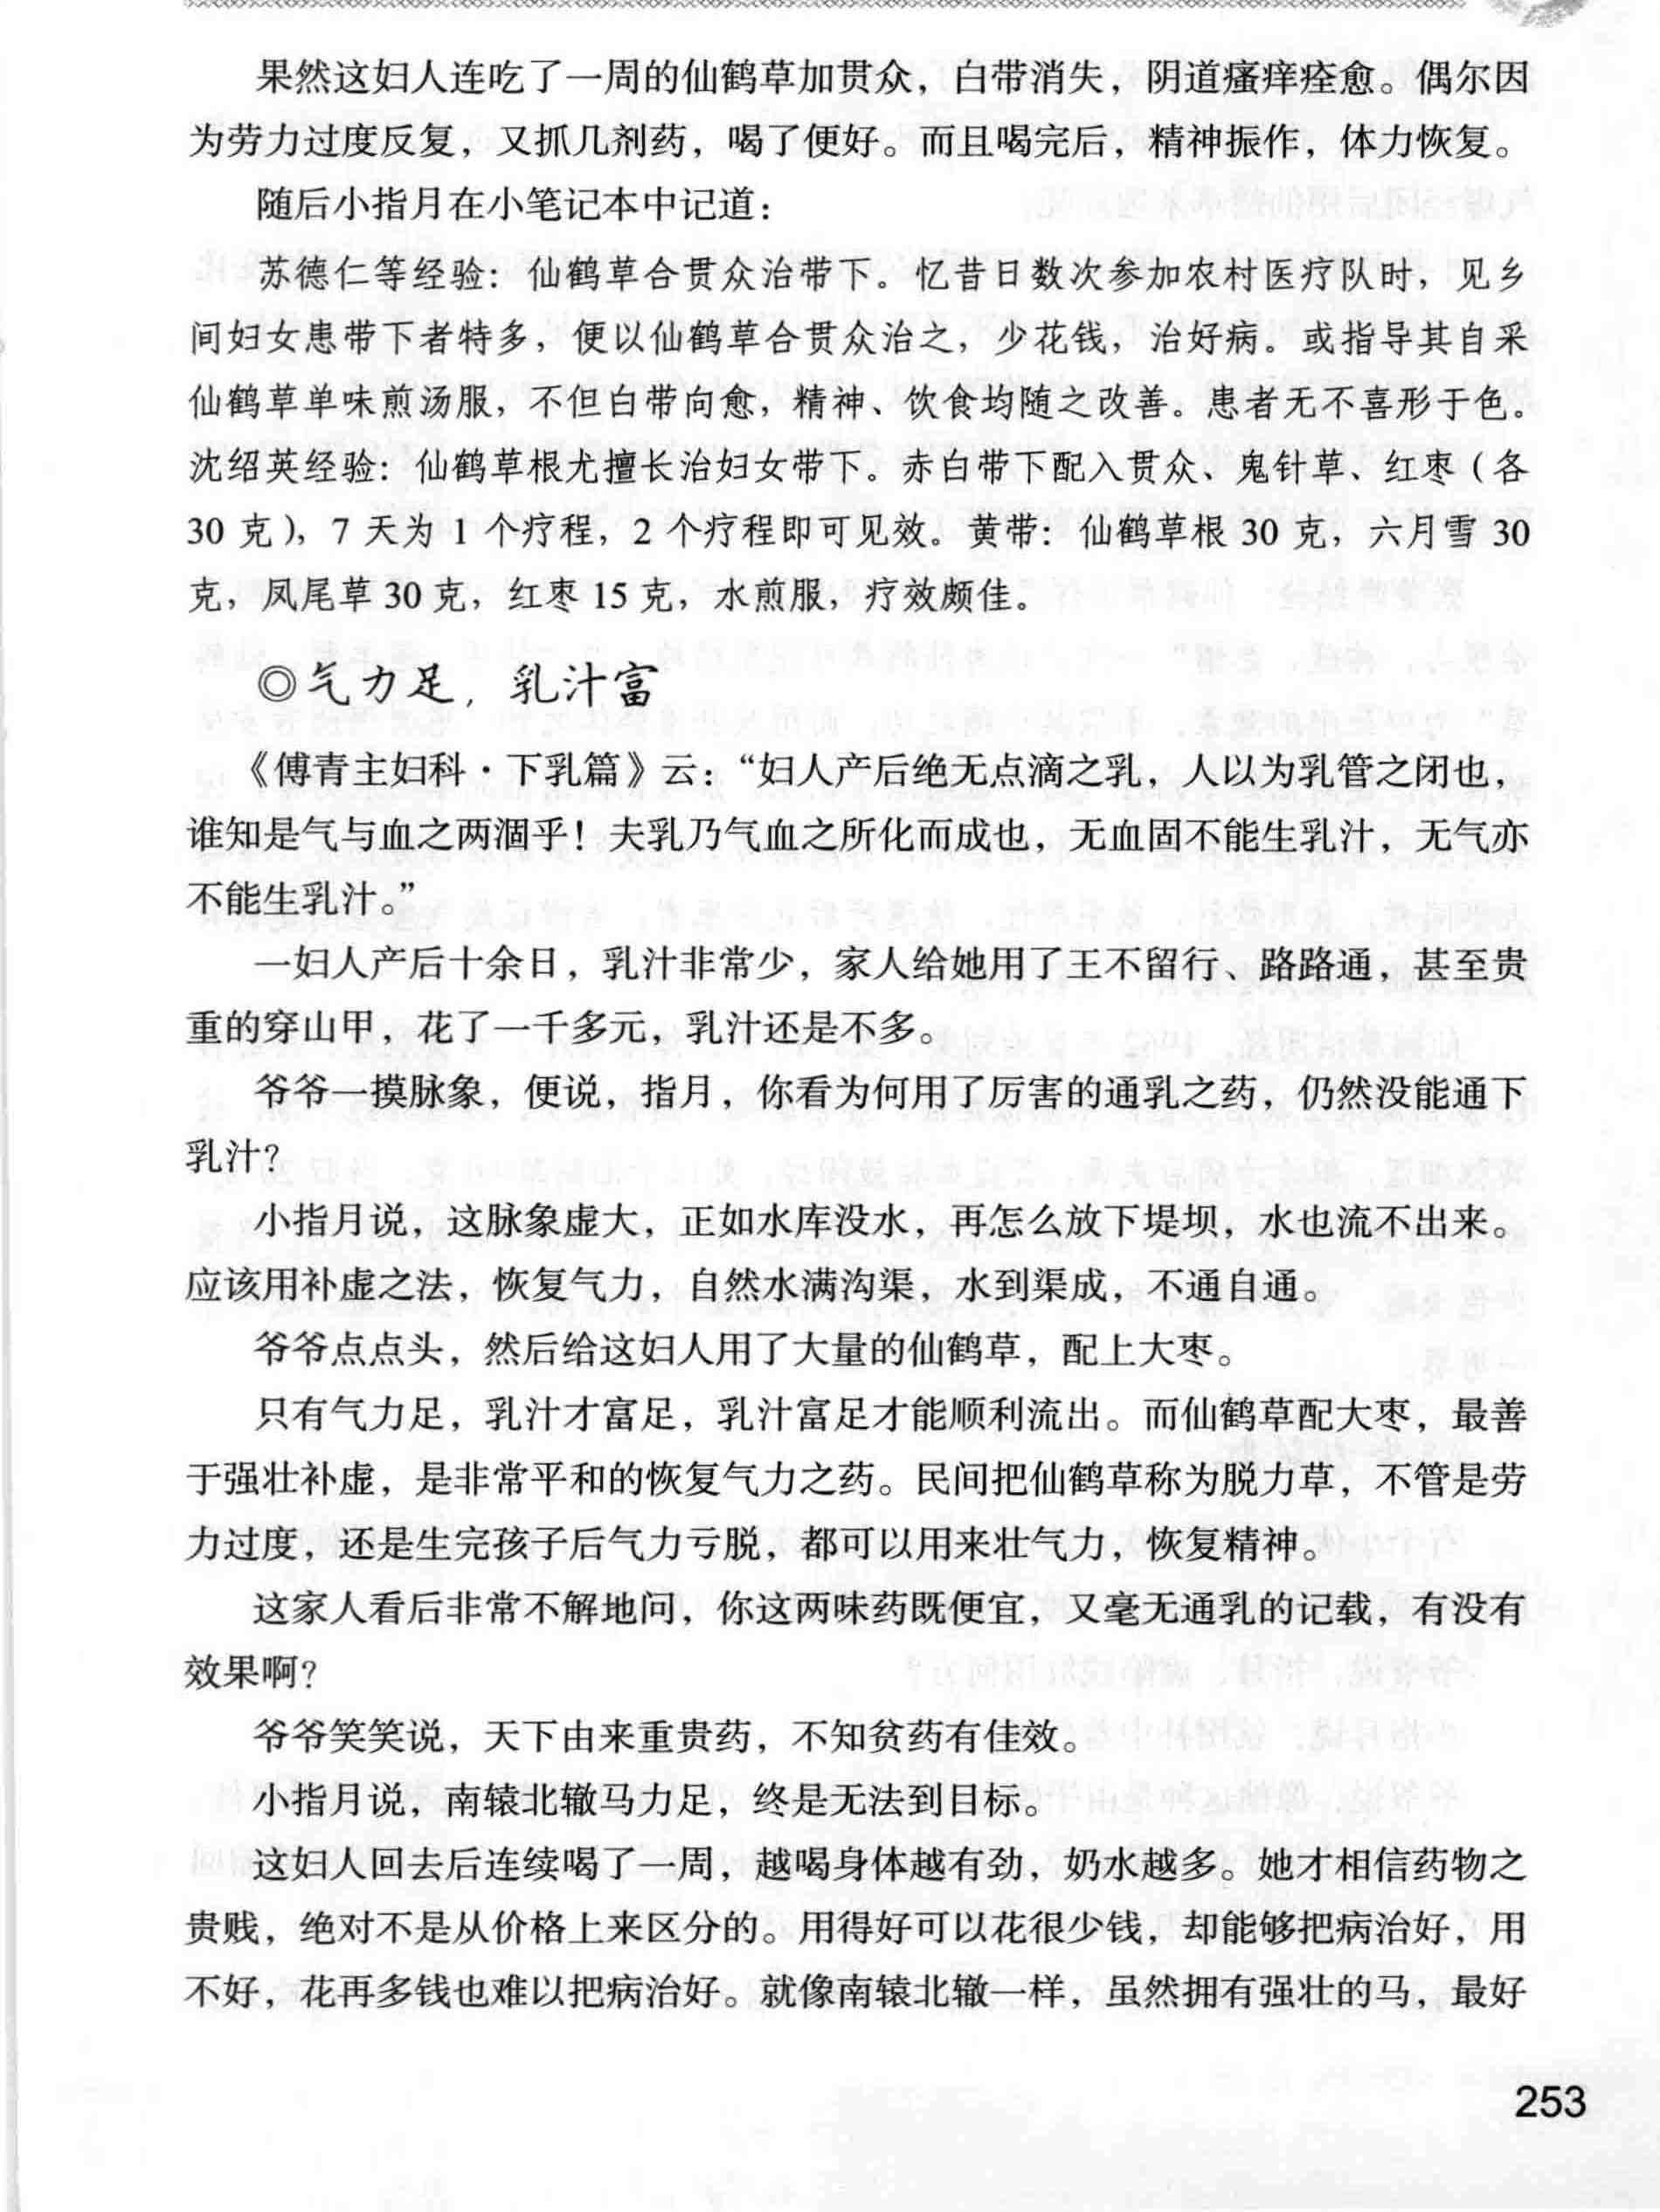 果然这妇人连吃了一周的仙鹤草加贯众，白带消失，阴道瘙痒痊愈。偶尔因
为劳力过度反复，又抓几剂药，喝了便好。而且喝完后，精神振作，体力恢复。
随后小指月在小笔记本中记道：
苏德仁等经验：仙鹤草合贯众治带下。忆昔日数次参加农村医疗队时，见乡
间妇女患带下者特多，便以仙鹤草合贯众治之，少花钱，治好病。或指导其自采
仙鹤草单味煎汤服，不但白带向愈，精神、饮食均随之改善。患者无不喜形于色。
沈绍英经验：仙鹤草根尤擅长治妇女带下。赤白带下配入贯众、鬼针草、红枣（各
30 克），7 天为 1 个疗程，2 个疗程即可见效。黄带：仙鹤草根 30 克，六月雪 30
克，凤尾草 30 克，红枣 15 克，水煎服，疗效颇佳。
◎气力足，乳汁富
《傅青主妇科·下乳篇》云：“妇人产后绝无点滴之乳，人以为乳管之闭也，
谁知是气与血之两涸乎！夫乳乃气血之所化而成也，无血固不能生乳汁，无气亦
不能生乳汁。”
一妇人产后十余日，乳汁非常少，家人给她用了王不留行、路路通，甚至贵
重的穿山甲，花了一千多元，乳汁还是不多。
爷爷一摸脉象，便说，指月，你看为何用了厉害的通乳之药，仍然没能通下
乳汁？
小指月说，这脉象虚大，正如水库没水，再怎么放下堤坝，水也流不出来。
应该用补虚之法，恢复气力，自然水满沟渠，水到渠成，不通自通。
爷爷点点头，然后给这妇人用了大量的仙鹤草，配上大枣。
只有气力足，乳汁才富足，乳汁富足才能顺利流出。而仙鹤草配大枣，最善
于强壮补虚，是非常平和的恢复气力之药。民间把仙鹤草称为脱力草，不管是劳
力过度，还是生完孩子后气力亏脱，都可以用来壮气力，恢复精神。
这家人看后非常不解地问，你这两味药既便宜，又毫无通乳的记载，有没有
效果啊？
爷爷笑笑说，天下由来重贵药，不知贫药有佳效。
小指月说，南辕北辙马力足，终是无法到目标。
这妇人回去后连续喝了一周，越喝身体越有劲，奶水越多。她才相信药物之
贵贱，绝对不是从价格上来区分的。用得好可以花很少钱，却能够把病治好，用
不好，花再多钱也难以把病治好。就像南辕北辙一样，虽然拥有强壮的马，最好
253